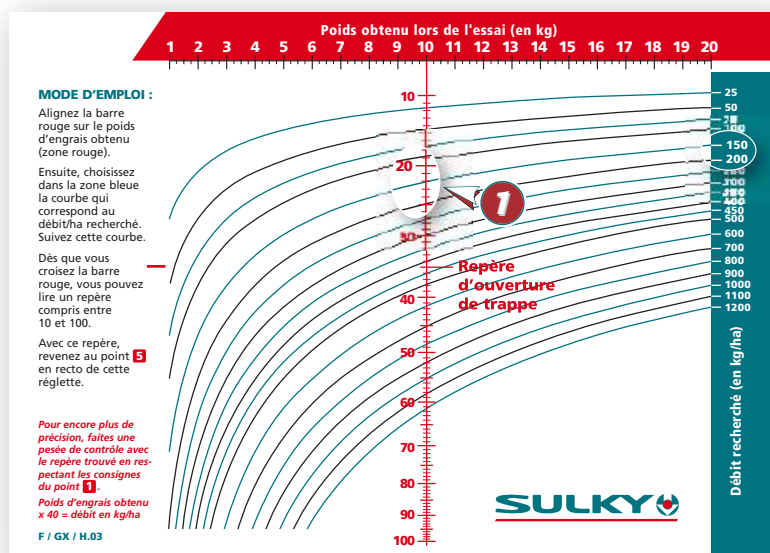 Poids obtenu lors de l'essai (en kg)
1 2 3 4 5 6 7 8 9 10 11 12 13 14 15 16 17 18 19 20
MODE D'EMPLOI :
Alignez la barre
rouge sur le poids
d'engrais obtenu
(zone rouge).
Ensuite, choisissez
dans la zone bleue
la courbe qui
correspond au
débit/ha recherché.
Suivez cette courbe.
Dès que vous
croisez la barre
rouge, vous pouvez
lire un repère
compris entre
10 et 100.
Avec ce repère,
revenez au point 5
en recto de cette
réglette.
Pour encore plus de
précision, faites une
pesée de contrôle avec
le repère trouvé en res-
pectant les consignes
du point 1.
Poids d'engrais obtenu
x 40 = débit en kg/ha
F / GX / H.03
10
20
40
50
60
70
80
90
100
1
Repère
d'ouverture
de trappe
25
50
100
150
200
400
450
500
600
700
800
900
1000
1100
1200
Débit recherché (en kg/ha)
SULKY